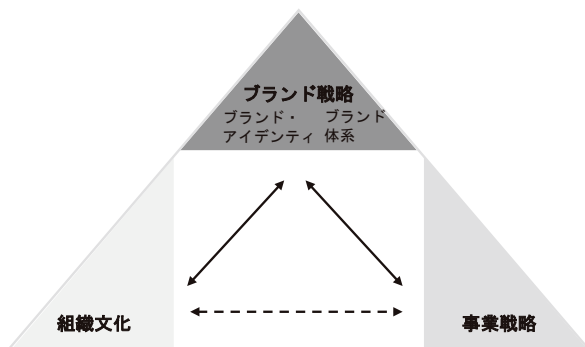 ブランド戦略
ブランド・ ブランド
アイデンティ 体系
組織文化 事業戦略